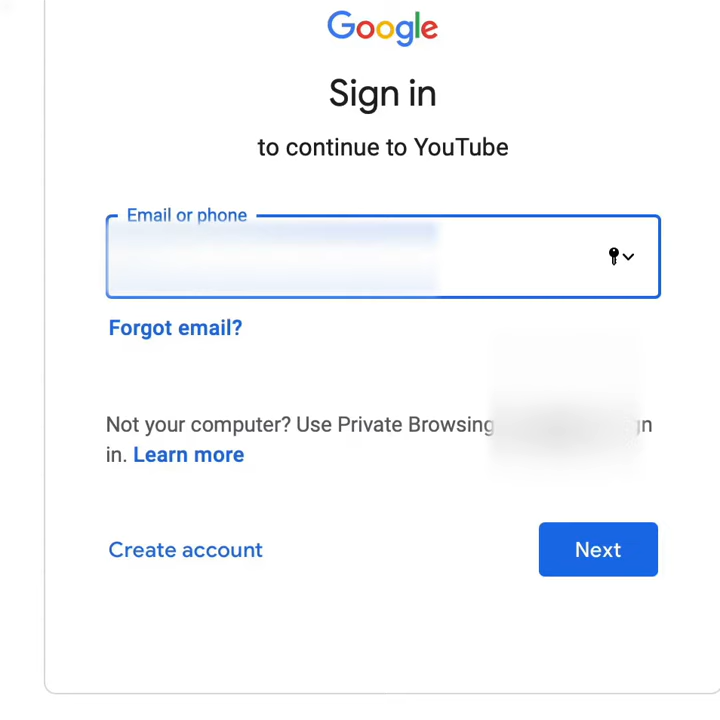 Google
Sign in
to continue to YouTube
Email or phone
Forgot email?
Not your computer? Use Private Browsing
in. Learn more
Create account
Next